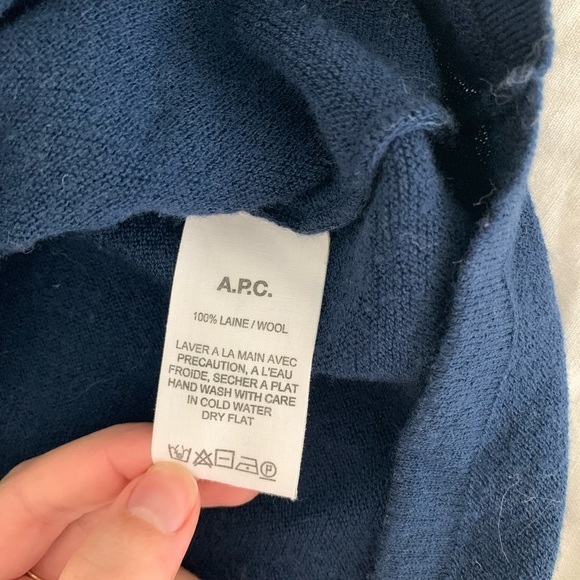 A.P.C.
100% LAINE / WOOL
LAVER A LA MAIN AVEC
PRECAUTION, A L'EAU
FROIDE, SECHER A PLAT
HAND WASH WITH CARE
IN COLD WATER
DRY FLAT
P